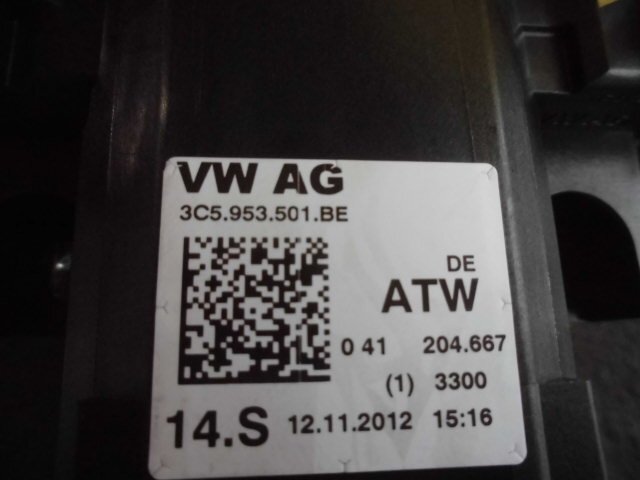 VW AG
3C5.953.501.BE
DE
ATW
0 41 204.667
(1) 3300
14.S 12.11.2012 15:16